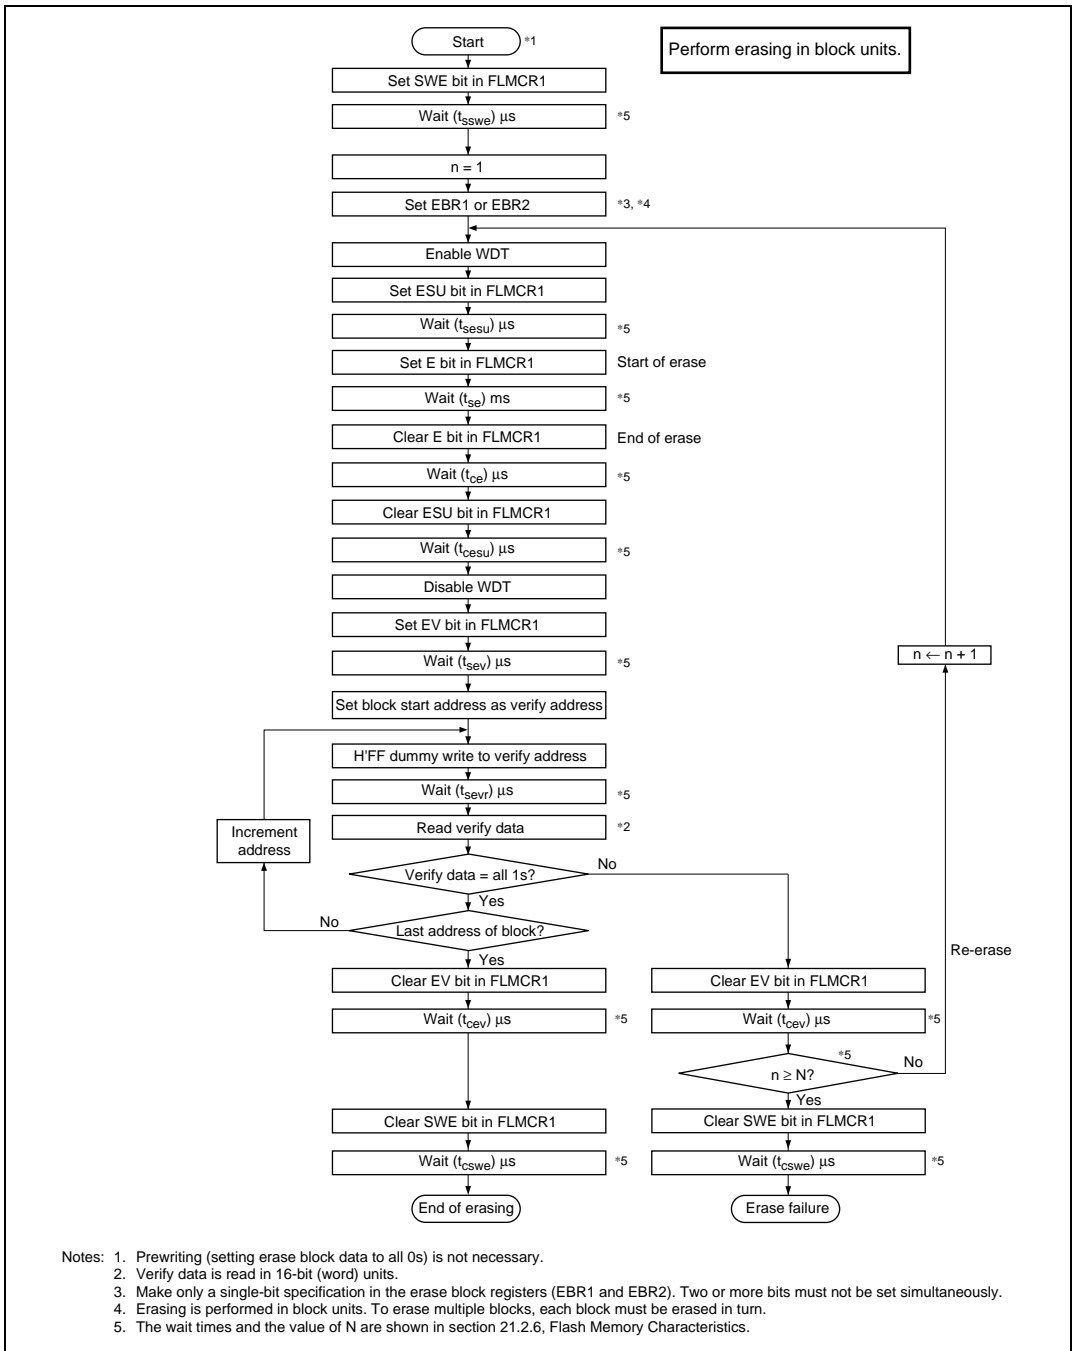 Start *1
Perform erasing in block units.
Set SWE bit in FLMCR1
Wait (tsswe) μs *5
n = 1
Set EBR1 or EBR2 *3, *4
Enable WDT
Set ESU bit in FLMCR1
Wait (tsesu) μs *5
Set E bit in FLMCR1 Start of erase
Wait (tse) ms *5
Clear E bit in FLMCR1 End of erase
Wait (tce) μs *5
Clear ESU bit in FLMCR1
Wait (tcesu) μs *5
Disable WDT
Set EV bit in FLMCR1
Wait (tsev) μs *5
n ← n + 1
Set block start address as verify address
H'FF dummy write to verify address
Wait (tsevr) μs *5
Read verify data *2
Increment
address
Verify data = all 1s?
No
Yes
Last address of block?
No
Yes
Re-erase
Clear EV bit in FLMCR1
Clear EV bit in FLMCR1
Wait (tcev) μs *5
Wait (tcev) μs *5
n ≥ N? *5
No
Yes
Clear SWE bit in FLMCR1
Clear SWE bit in FLMCR1
Wait (tcswe) μs *5
Wait (tcswe) μs *5
End of erasing
Erase failure
Notes: 1. Prewriting (setting erase block data to all 0s) is not necessary.
2. Verify data is read in 16-bit (word) units.
3. Make only a single-bit specification in the erase block registers (EBR1 and EBR2). Two or more bits must not be set simultaneously.
4. Erasing is performed in block units. To erase multiple blocks, each block must be erased in turn.
5. The wait times and the value of N are shown in section 21.2.6, Flash Memory Characteristics.